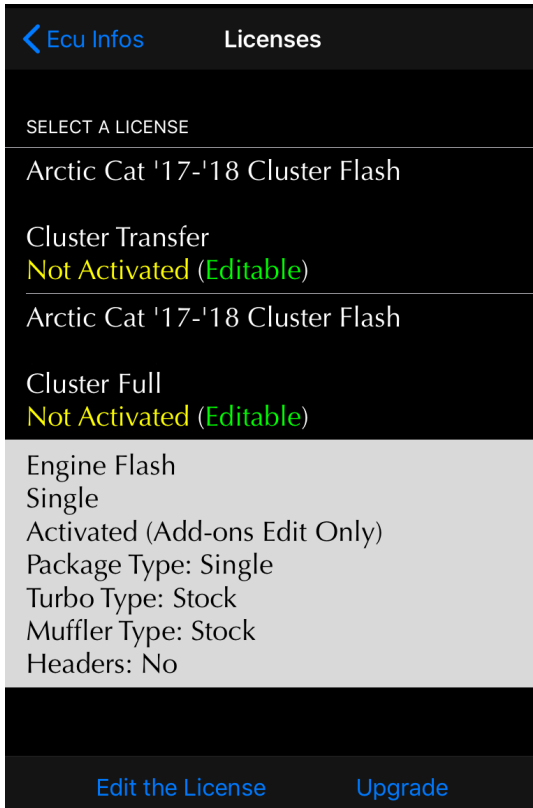 Ecu Infos
Licenses
SELECT A LICENSE
Arctic Cat '17-'18 Cluster Flash
Cluster Transfer
Not Activated (Editable)
Arctic Cat '17-'18 Cluster Flash
Cluster Full
Not Activated (Editable)
Engine Flash
Single
Activated (Add-ons Edit Only)
Package Type: Single
Turbo Type: Stock
Muffler Type: Stock
Headers: No
Edit the License
Upgrade